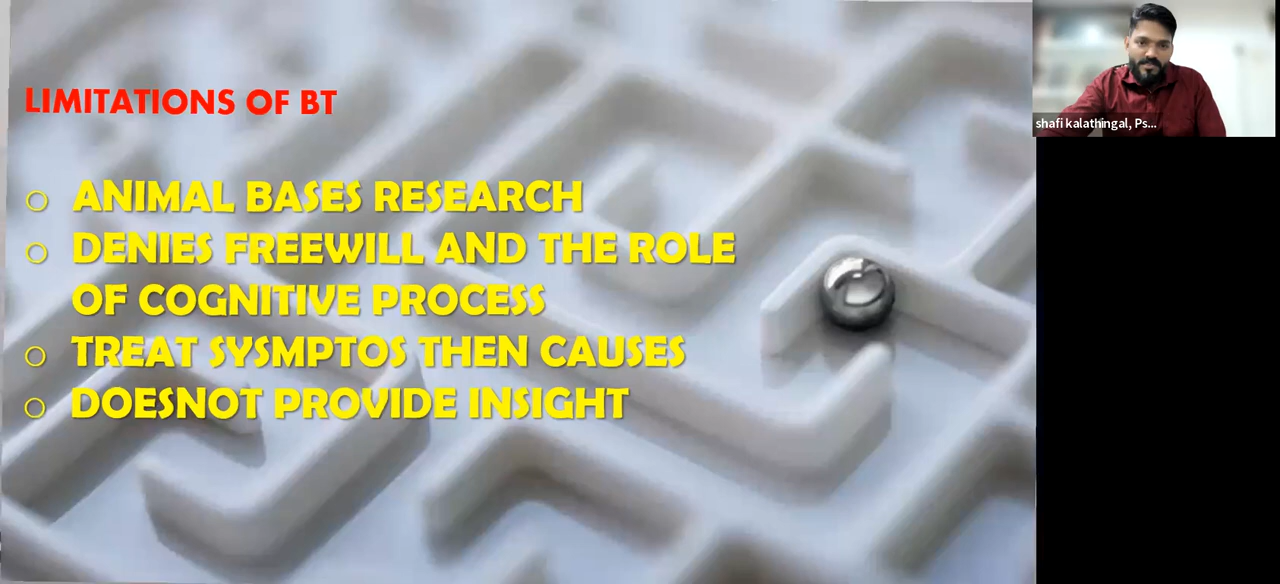 LIMITATIONS OF BT
ANIMAL BASES RESEARCH
DENIES FREEWILL AND THE ROLE
OF COGNITIVE PROCESS
TREAT SYSMPTOS THEN CAUSES
DOESNOT PROVIDE INSIGHT
shafi kalathingal, Ps...